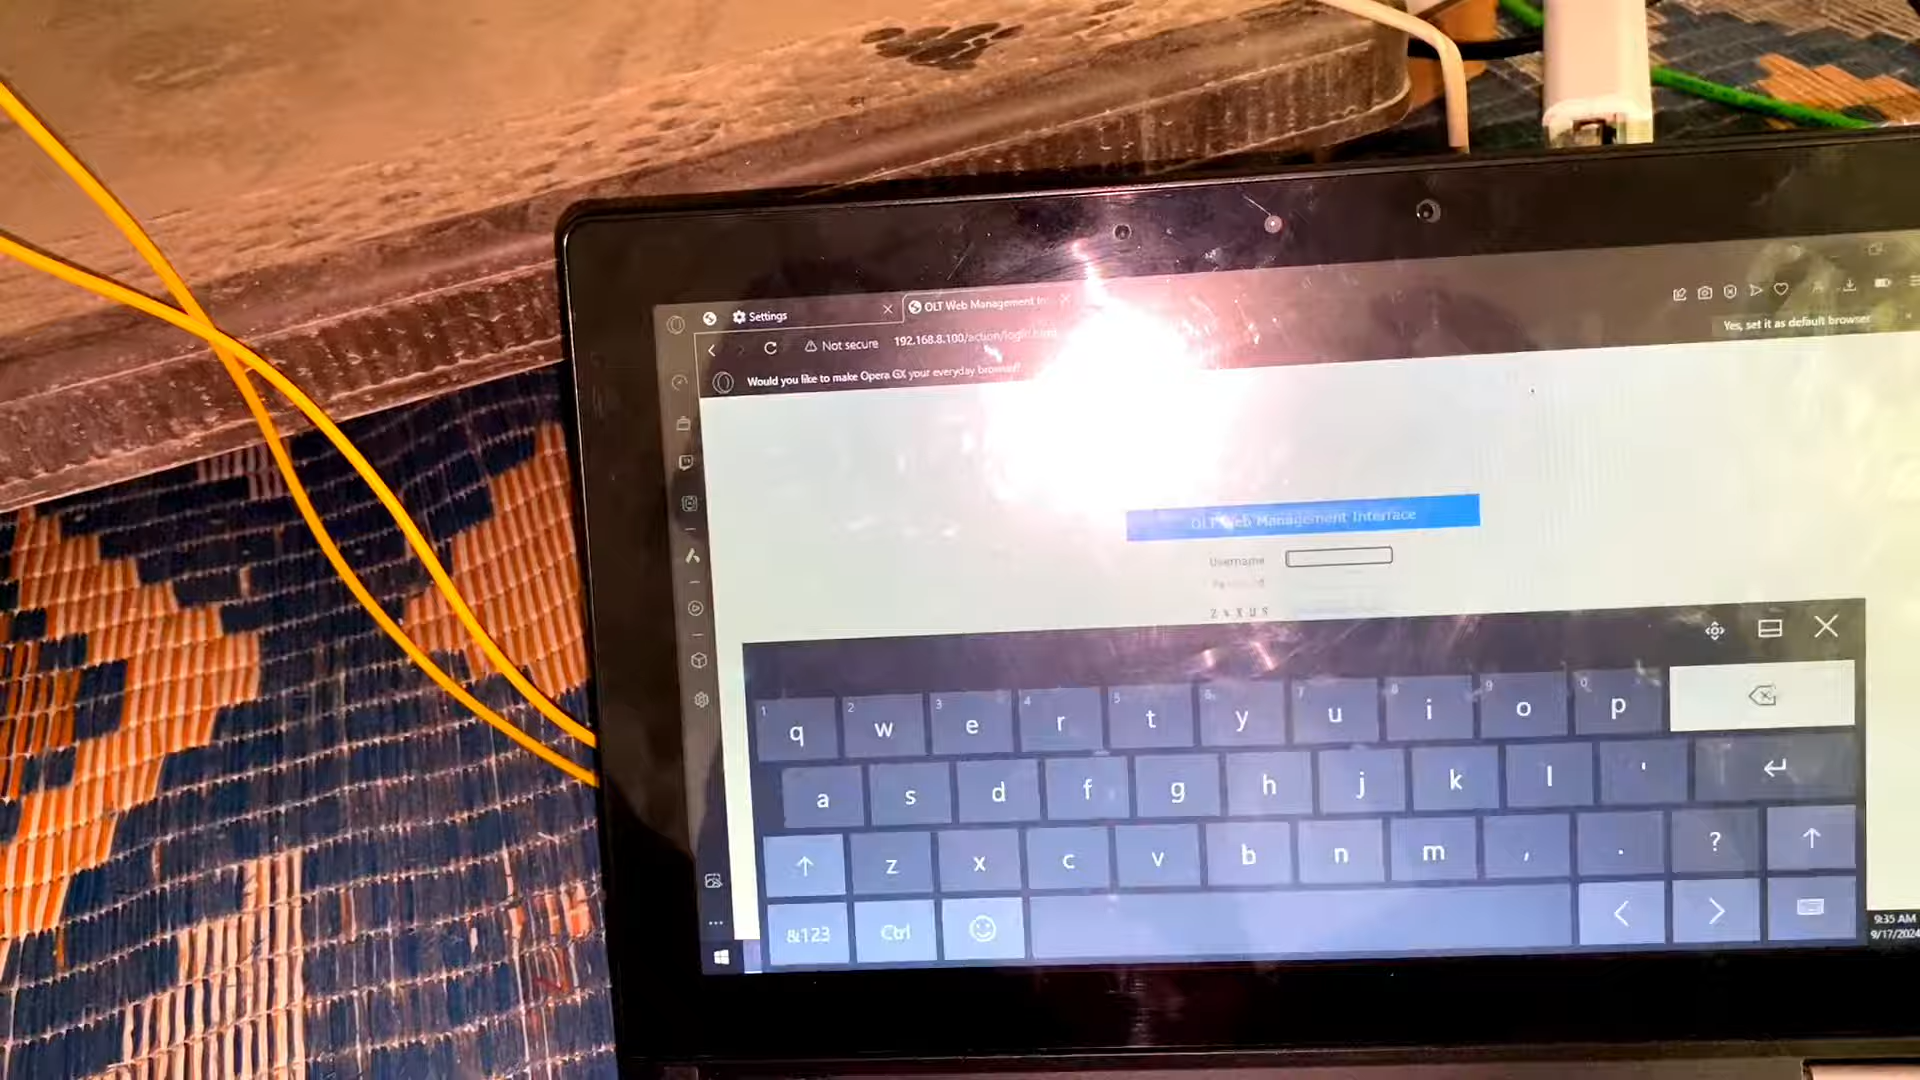 Settings
OLT Web Management In
Not secure 192.168.8.100/action/login.html
Yes, set it as default browser
Would you like to make Opera GX your everyday browser?
OLT Web Management Interface
Username
Password
1 2 3 4 5 6 7 8 9 0
q w e r t y u i o p
a s d f g h j k l '
z x c v b n m , . ?
&123 Ctrl
9:35 AM
9/17/2024